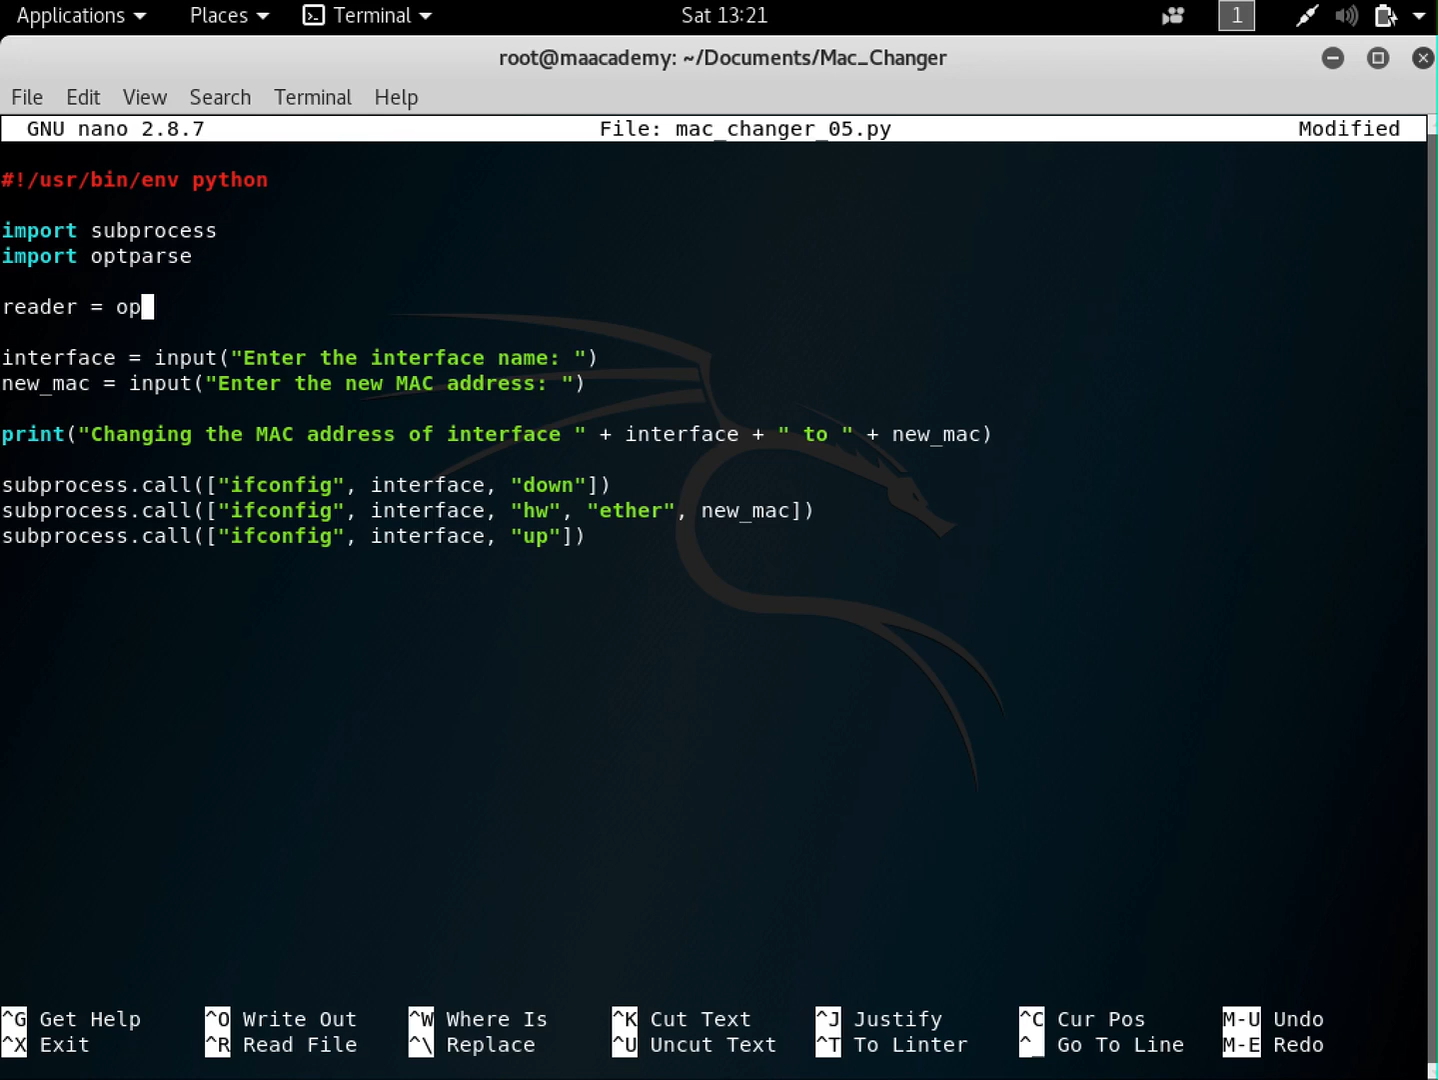 Applications Places Terminal Sat 13:21 1
root@maacademy: ~/Documents/Mac_Changer
File Edit View Search Terminal Help
GNU nano 2.8.7 File: mac_changer_05.py Modified
#!/usr/bin/env python
import subprocess
import optparse
reader = op
interface = input("Enter the interface name: ")
new_mac = input("Enter the new MAC address: ")
print("Changing the MAC address of interface " + interface + " to " + new_mac)
subprocess.call(["ifconfig", interface, "down"])
subprocess.call(["ifconfig", interface, "hw", "ether", new_mac])
subprocess.call(["ifconfig", interface, "up"])
^G Get Help ^O Write Out ^W Where Is ^K Cut Text ^J Justify ^C Cur Pos M-U Undo
^X Exit ^R Read File ^\ Replace ^U Uncut Text ^T To Linter ^_ Go To Line M-E Redo